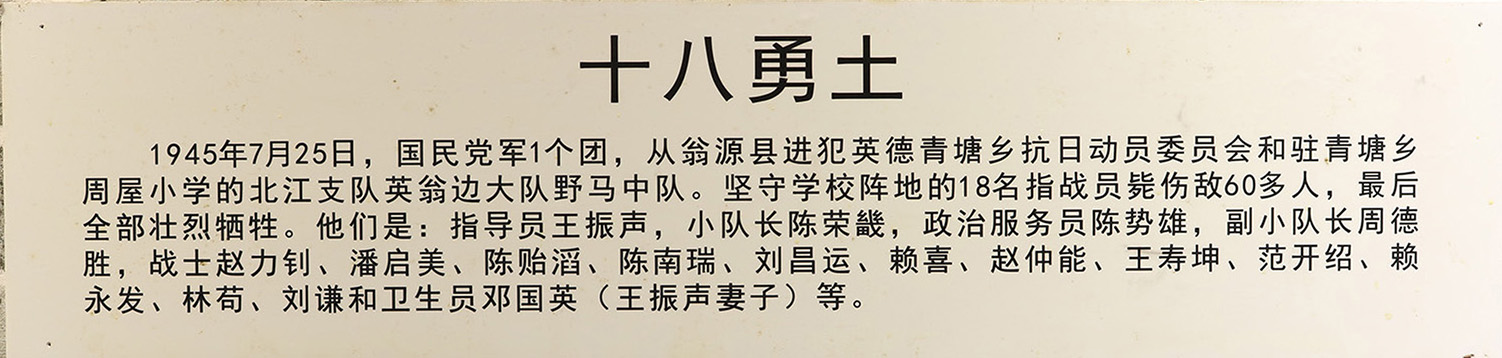 十八勇士
1945年7月25日，国民党军1个团，从翁源县进犯英德青塘乡抗日动员委员会和驻青塘乡
周屋小学的北江支队英翁边大队野马中队。坚守学校阵地的18名指战员毙伤敌60多人，最后
全部壮烈牺牲。他们是：指导员王振声，小队长陈荣畿，政治服务员陈势雄，副小队长周德
胜，战士赵力钊、潘启美、陈贻滔、陈南瑞、刘昌运、赖喜、赵仲能、王寿坤、范开绍、赖
永发、林苟、刘谦和卫生员邓国英（王振声妻子）等。